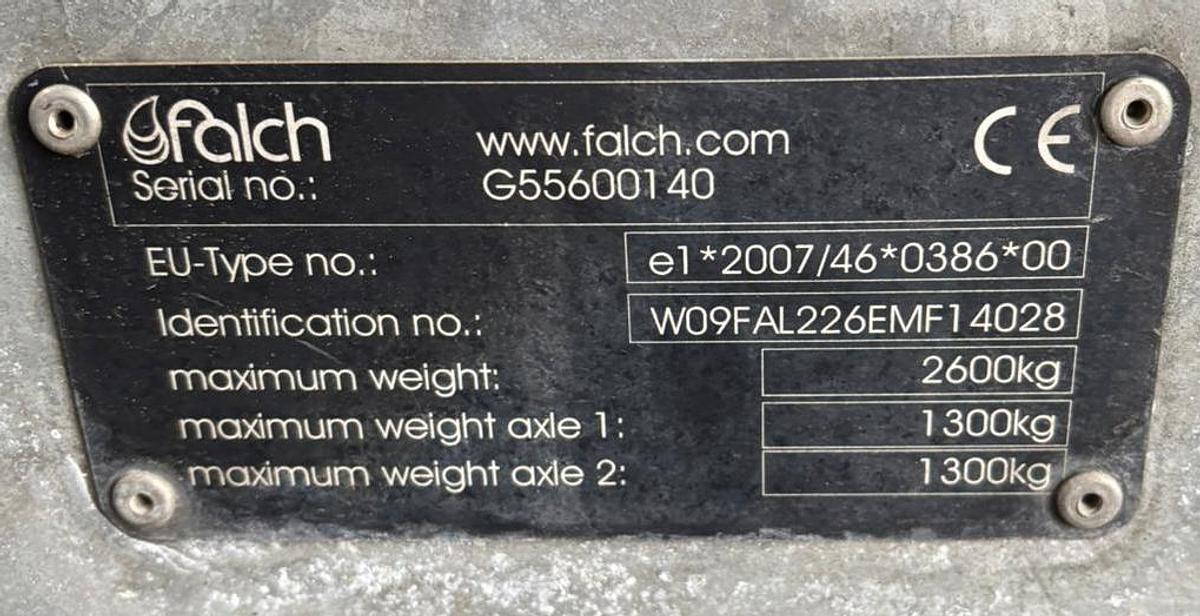 falch www.falch.com CE
Serial no.: G55600140
EU-Type no.: e1*2007/46*0386*00
Identification no.: W09FAL226EMF14028
maximum weight: 2600kg
maximum weight axle 1: 1300kg
maximum weight axle 2: 1300kg